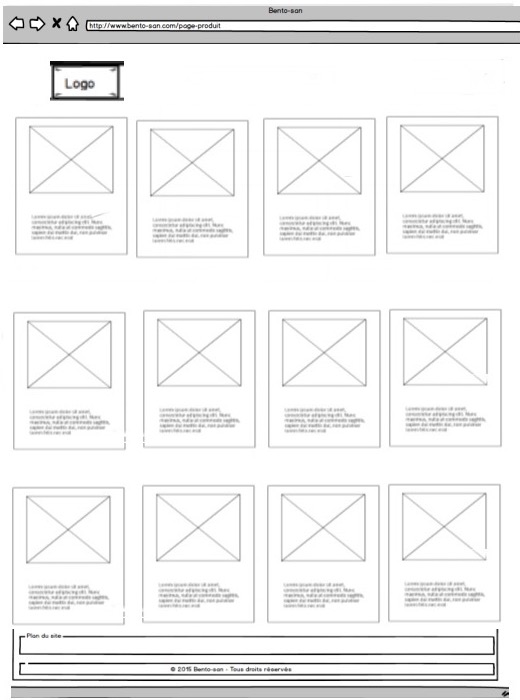 Bento-san
http://www.bento-san.com/page-produit
Logo
Lorem ipsum dolor sit amet,
consectetur adipiscing elit. Nunc
maximus, nulla ut commodo sagittis,
sapien dui mattis dui, non pulvinar
lorem felis nec erat
Lorem ipsum dolor sit amet,
consectetur adipiscing elit. Nunc
maximus, nulla ut commodo sagittis,
sapien dui mattis dui, non pulvinar
lorem felis nec erat
Lorem ipsum dolor sit amet,
consectetur adipiscing elit. Nunc
maximus, nulla ut commodo sagittis,
sapien dui mattis dui, non pulvinar
lorem felis nec erat
Lorem ipsum dolor sit amet,
consectetur adipiscing elit. Nunc
maximus, nulla ut commodo sagittis,
sapien dui mattis dui, non pulvinar
lorem felis nec erat
Lorem ipsum dolor sit amet,
consectetur adipiscing elit. Nunc
maximus, nulla ut commodo sagittis,
sapien dui mattis dui, non pulvinar
lorem felis nec erat
Lorem ipsum dolor sit amet,
consectetur adipiscing elit. Nunc
maximus, nulla ut commodo sagittis,
sapien dui mattis dui, non pulvinar
lorem felis nec erat
Lorem ipsum dolor sit amet,
consectetur adipiscing elit. Nunc
maximus, nulla ut commodo sagittis,
sapien dui mattis dui, non pulvinar
lorem felis nec erat
Lorem ipsum dolor sit amet,
consectetur adipiscing elit. Nunc
maximus, nulla ut commodo sagittis,
sapien dui mattis dui, non pulvinar
lorem felis nec erat
Lorem ipsum dolor sit amet,
consectetur adipiscing elit. Nunc
maximus, nulla ut commodo sagittis,
sapien dui mattis dui, non pulvinar
lorem felis nec erat
Lorem ipsum dolor sit amet,
consectetur adipiscing elit. Nunc
maximus, nulla ut commodo sagittis,
sapien dui mattis dui, non pulvinar
lorem felis nec erat
Lorem ipsum dolor sit amet,
consectetur adipiscing elit. Nunc
maximus, nulla ut commodo sagittis,
sapien dui mattis dui, non pulvinar
lorem felis nec erat
Lorem ipsum dolor sit amet,
consectetur adipiscing elit. Nunc
maximus, nulla ut commodo sagittis,
sapien dui mattis dui, non pulvinar
lorem felis nec erat
Plan du site
© 2015 Bento-san - Tous droits réservés